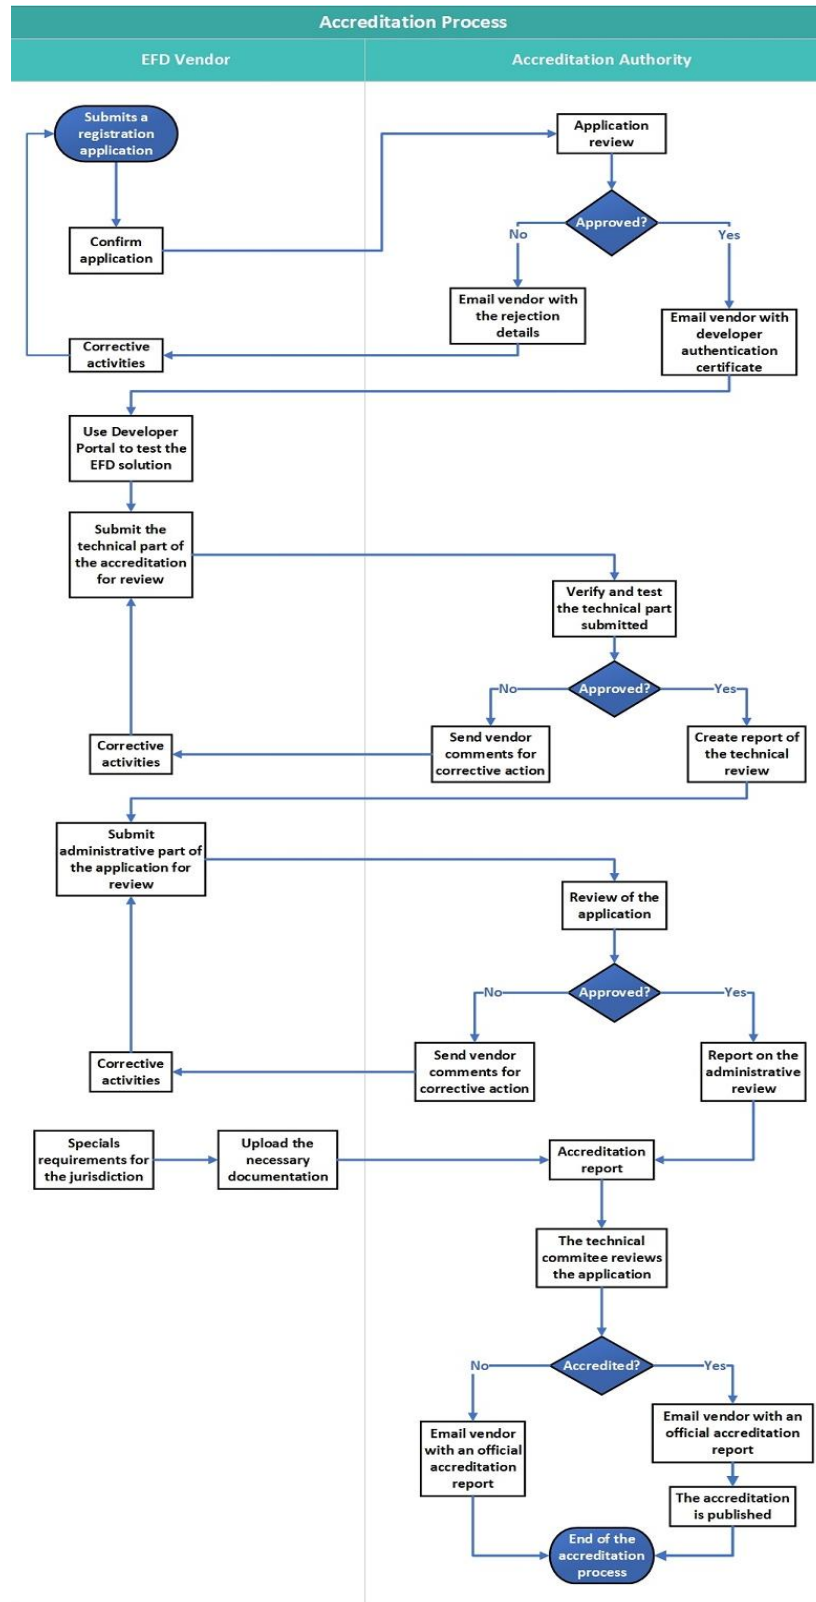 Accreditation Process
EFD Vendor
Accreditation Authority
Submits a
registration
application
Application
review
Approved?
No
Yes
Confirm
application
Email vendor with
the rejection
details
Email vendor with
developer
authentication
certificate
Corrective
activities
Use Developer
Portal to test the
EFD solution
Submit the
technical part of
the accreditation
for review
Verify and test
the technical part
submitted
Approved?
No
Yes
Corrective
activities
Send vendor
comments for
corrective action
Create report of
the technical
review
Submit
administrative part
of the application for
review
Review of the
application
Approved?
No
Yes
Corrective
activities
Send vendor
comments for
corrective action
Report on the
administrative
review
Specials
requirements for
the jurisdiction
Upload the
necessary
documentation
Accreditation
report
The technical
commitee reviews
the application
Accredited?
No
Yes
Email vendor
with an official
accreditation
report
Email vendor with an
official accreditation
report
The accreditation
is published
End of the
accreditation
process